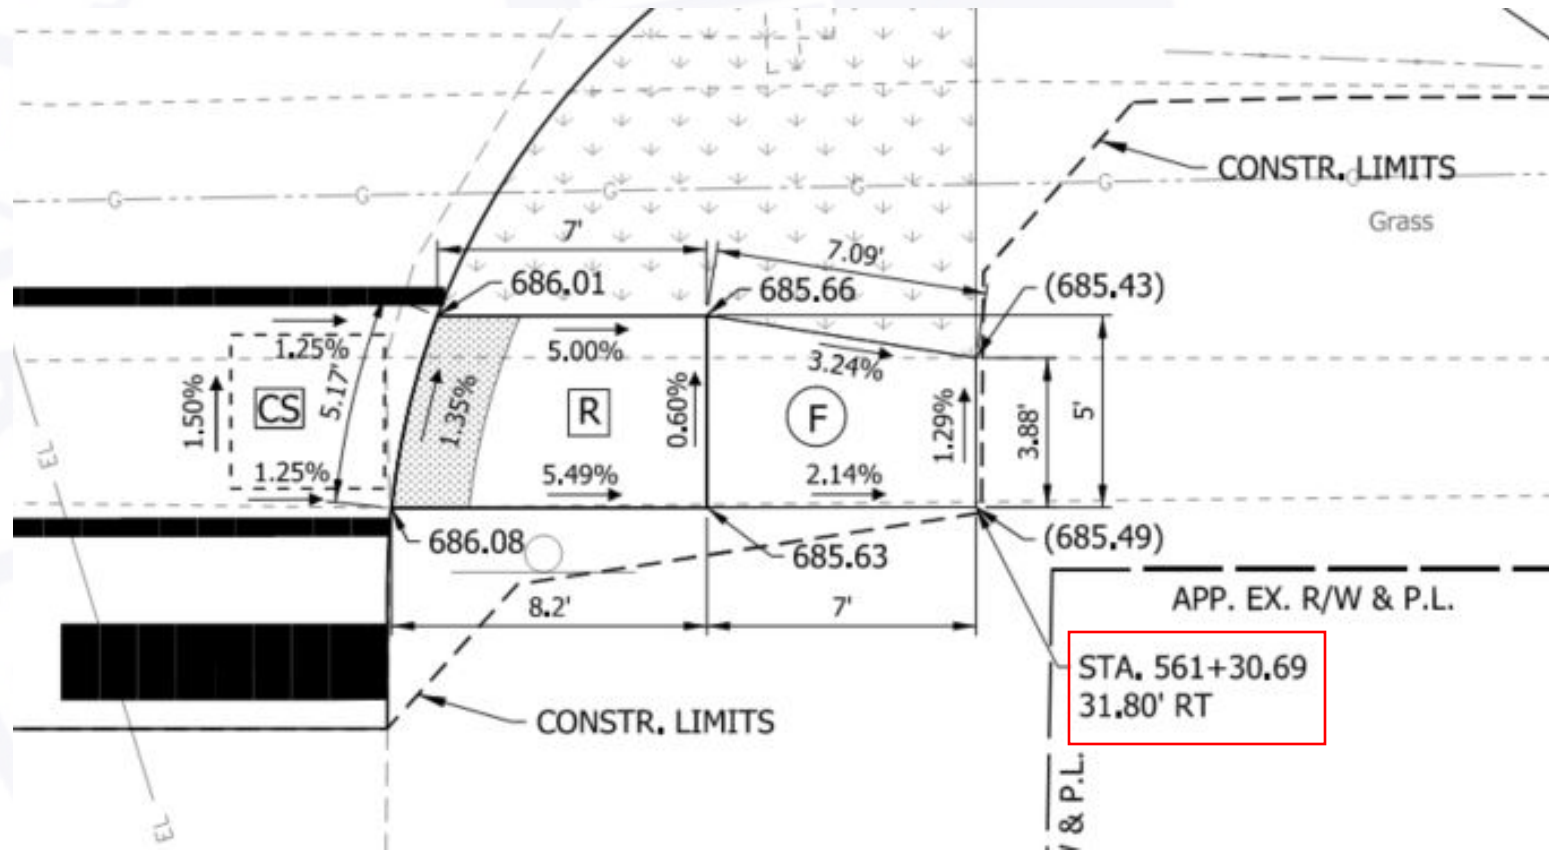 G
G
G
G
G
CONSTR. LIMITS
Grass
7'
7.09'
686.01
685.66
(685.43)
1.25%
5.00%
3.24%
1.50%
CS
5.17'
1.35%
R
0.60%
F
1.29%
3.88'
5'
EL
1.25%
5.49%
2.14%
686.08
685.63
(685.49)
8.2'
7'
APP. EX. R/W & P.L.
STA. 561+30.69
31.80' RT
CONSTR. LIMITS
EL
& P.L.